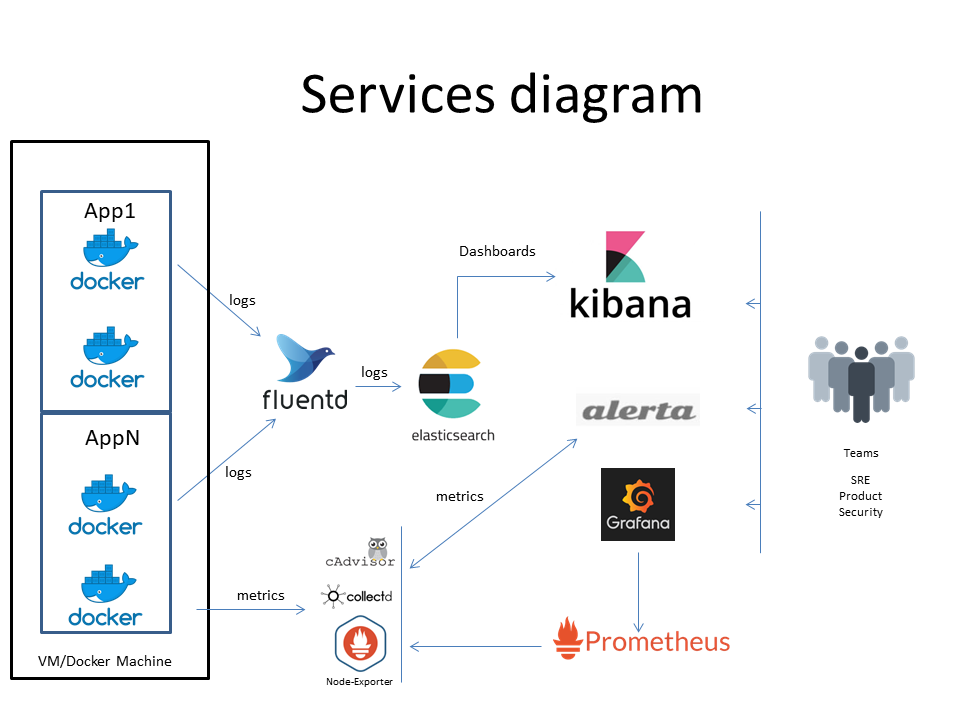 Services diagram
App1
docker
docker
AppN
docker
docker
VM/Docker Machine
logs
logs
metrics
fluentd
logs
elasticsearch
Dashboards
kibana
alerta
metrics
Grafana
cAdvisor
collectd
Node-Exporter
Prometheus
Teams
SRE
Product
Security